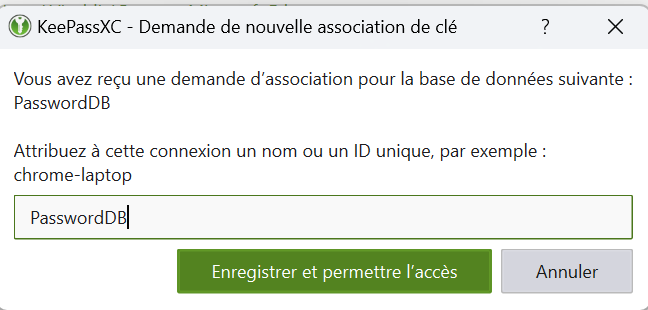 KeePassXC - Demande de nouvelle association de clé
Vous avez reçu une demande d’association pour la base de données suivante :
PasswordDB
Attribuez à cette connexion un nom ou un ID unique, par exemple :
chrome-laptop
PasswordDB
Enregistrer et permettre l’accès
Annuler